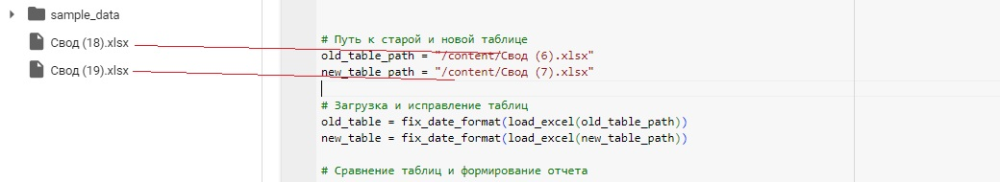 sample_data
Свод (18).xlsx
Свод (19).xlsx
# Путь к старой и новой таблице
old_table_path = "/content/Свод (6).xlsx"
new_table_path = "/content/Свод (7).xlsx"
# Загрузка и исправление таблиц
old_table = fix_date_format(load_excel(old_table_path))
new_table = fix_date_format(load_excel(new_table_path))
# Сравнение таблиц и формирование отчета